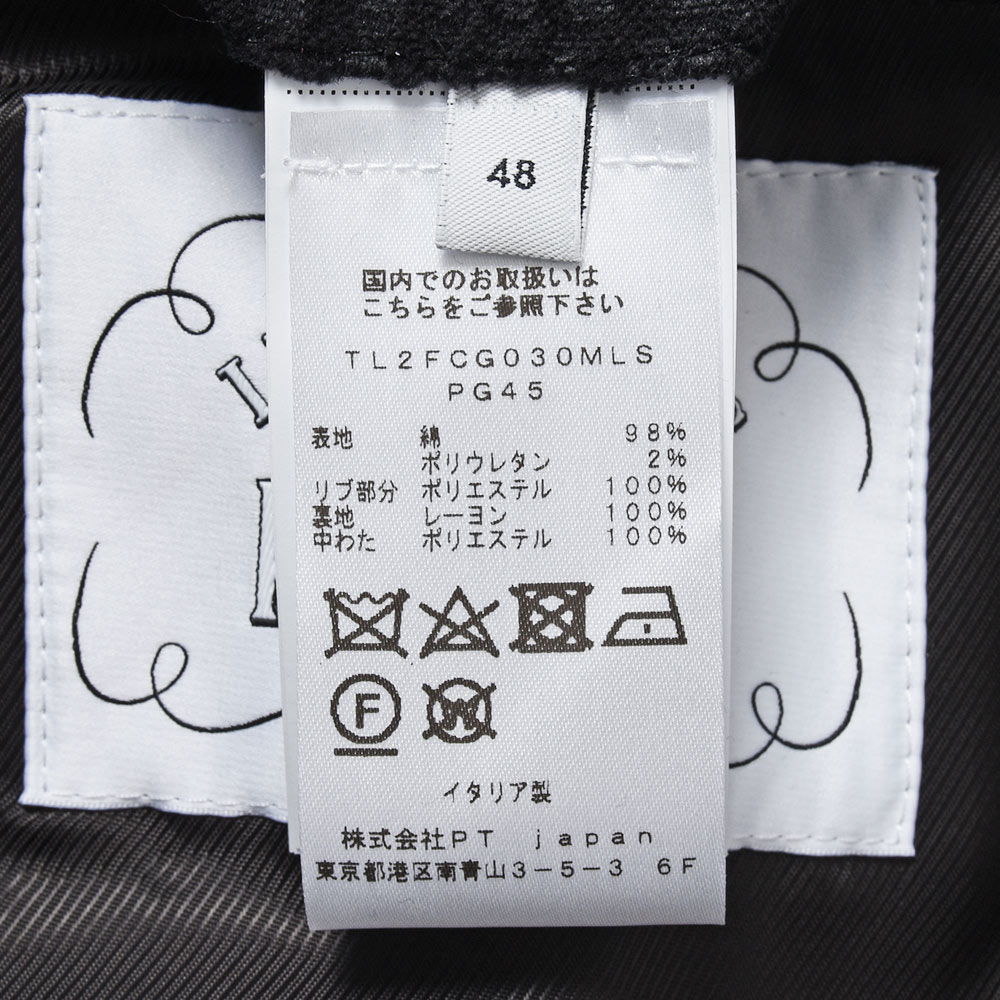 48
国内でのお取扱いは
こちらをご参照下さい
TL2FCG030MLS
PG45
表地 綿 98%
ポリウレタン 2%
リブ部分 ポリエステル 100%
裏地 レーヨン 100%
中わた ポリエステル 100%
F W
イタリア製
株式会社PT japan
東京都港区南青山3-5-3 6F